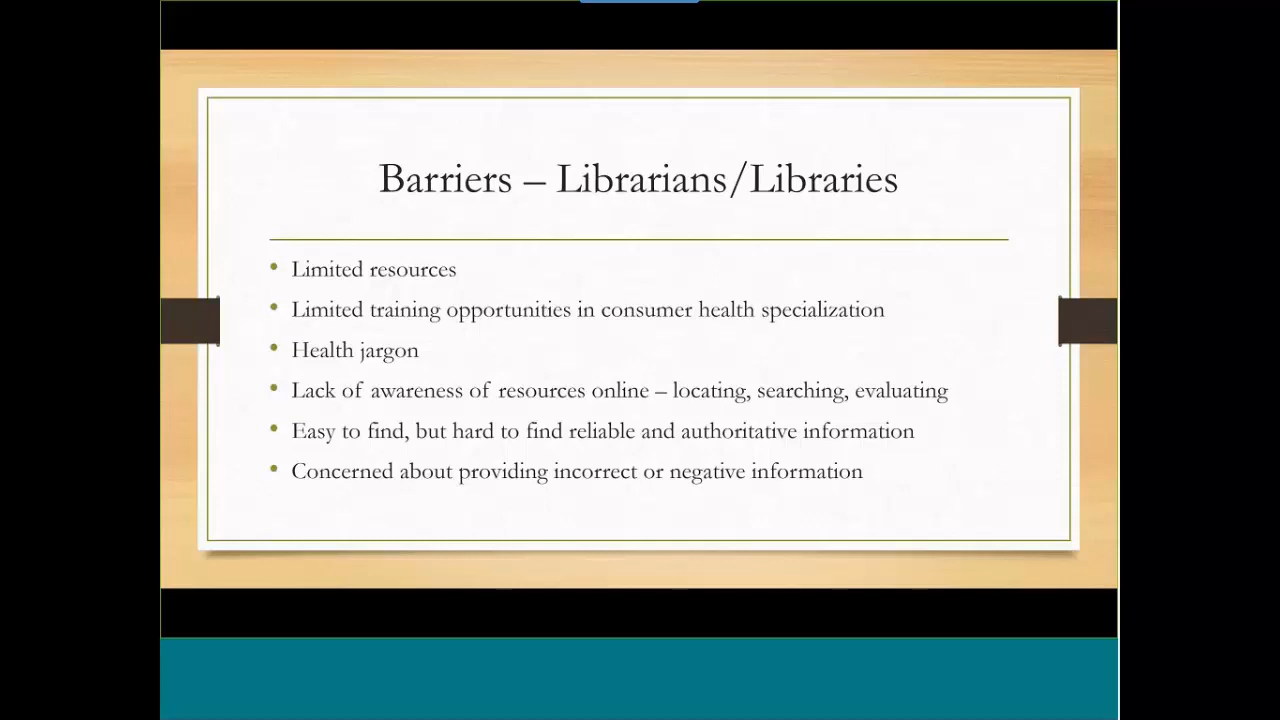 Barriers – Librarians/Libraries
• Limited resources
• Limited training opportunities in consumer health specialization
• Health jargon
• Lack of awareness of resources online – locating, searching, evaluating
• Easy to find, but hard to find reliable and authoritative information
• Concerned about providing incorrect or negative information